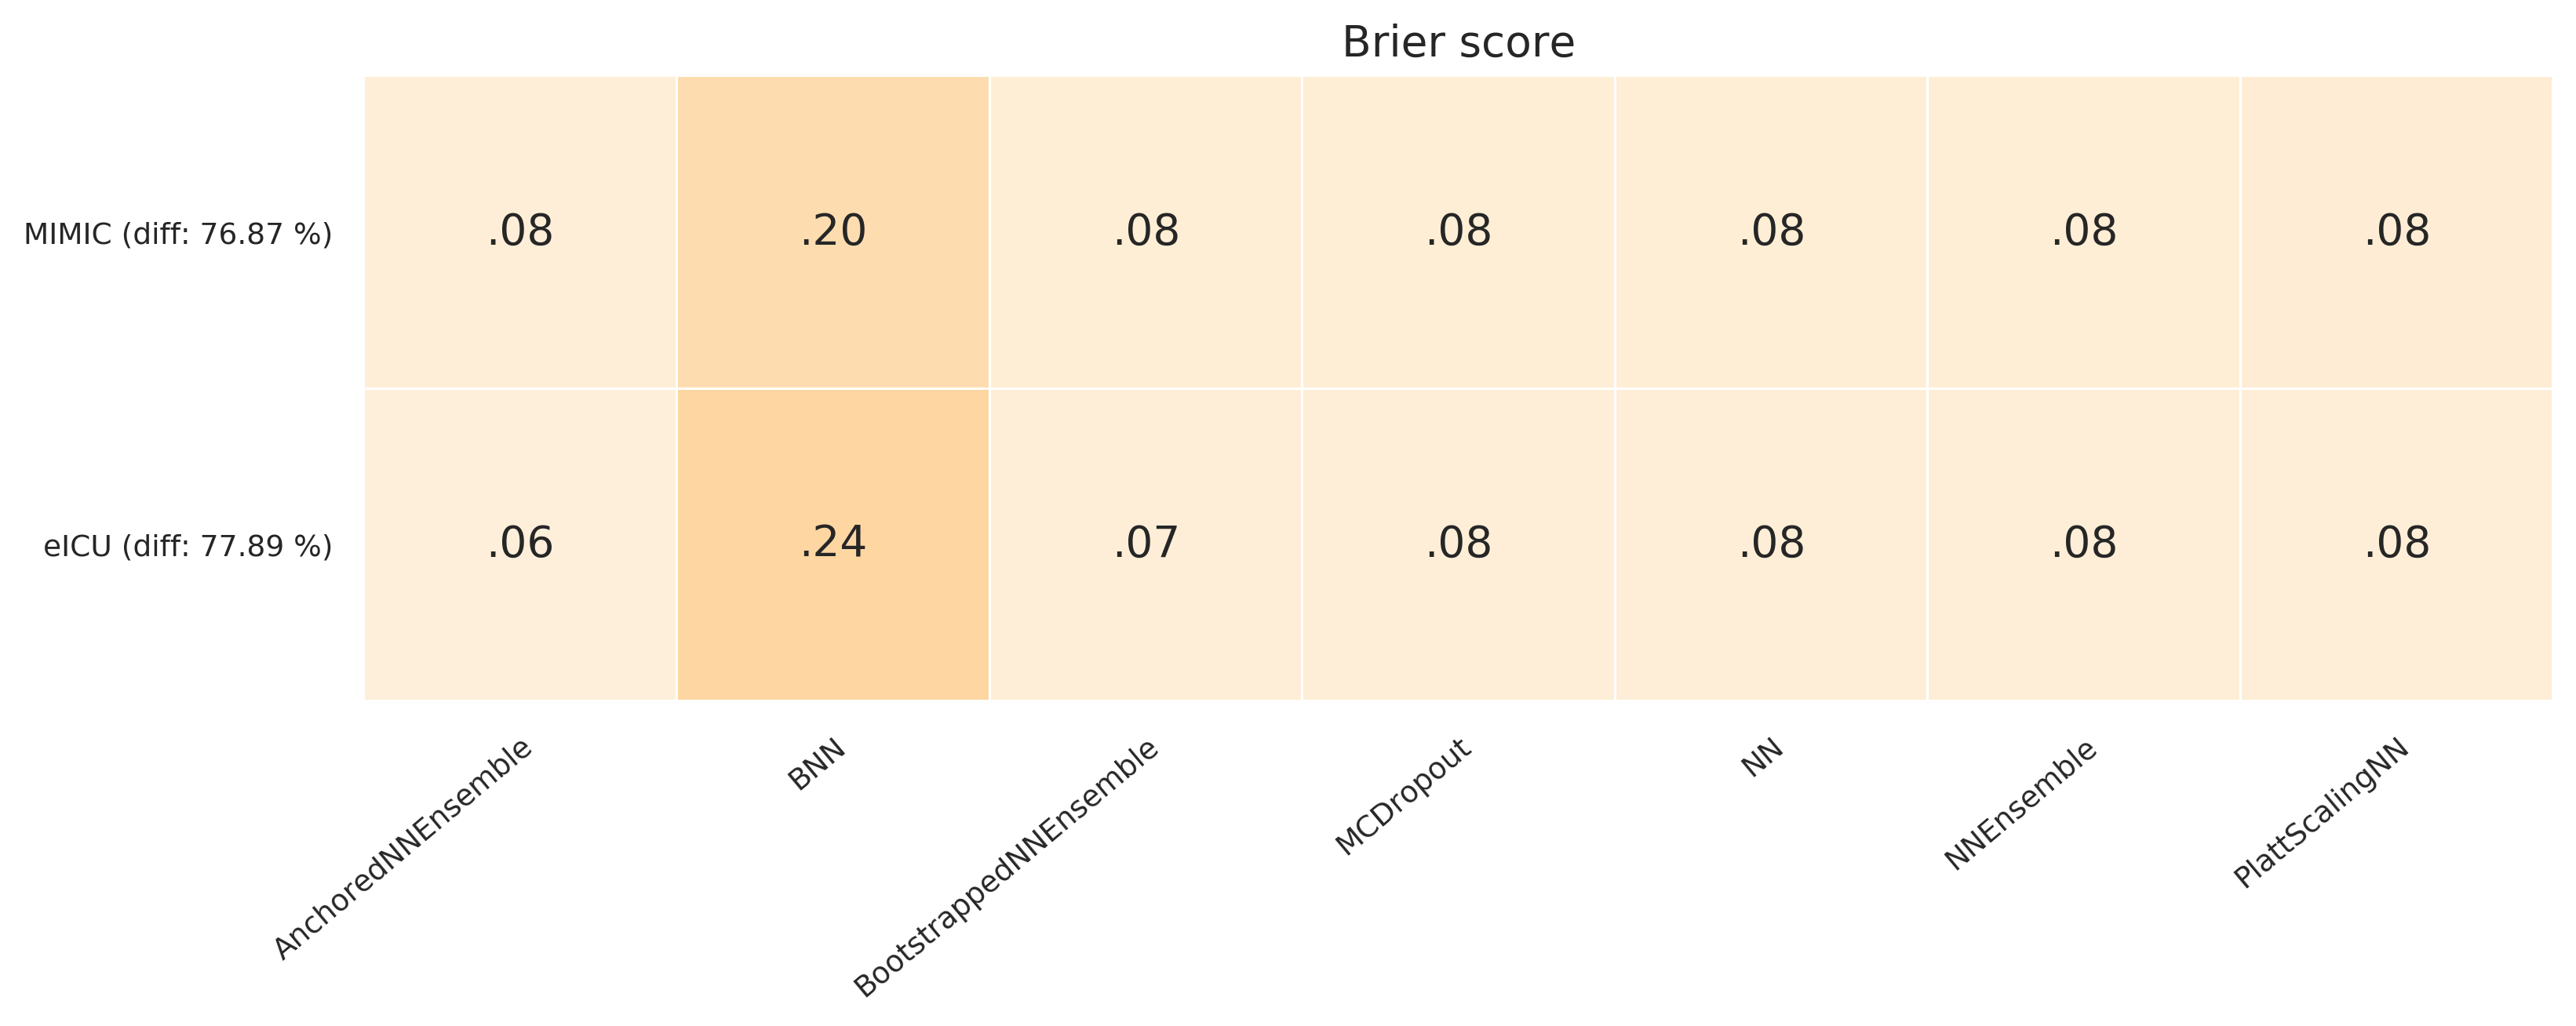 Brier score
MIMIC (diff: 76.87 %)
.08 .20 .08 .08 .08 .08 .08
eICU (diff: 77.89 %)
.06 .24 .07 .08 .08 .08 .08
AnchoredNNEnsemble
BNN
BootstrappedNNEnsemble
MCDropout
NN
NNEnsemble
PlattScalingNN